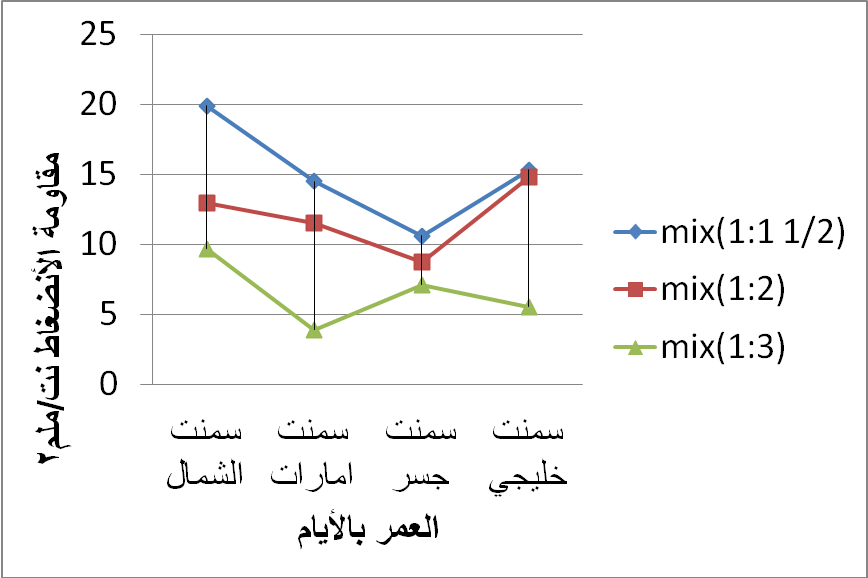 25
20
15
10
5
0
مقاومة الأنضغاط نت/ملم٢
سمنت الشمال
سمنت امارات
سمنت جسر
سمنت خليجي
العمر بالأيام
mix(1:1 1/2)
mix(1:2)
mix(1:3)